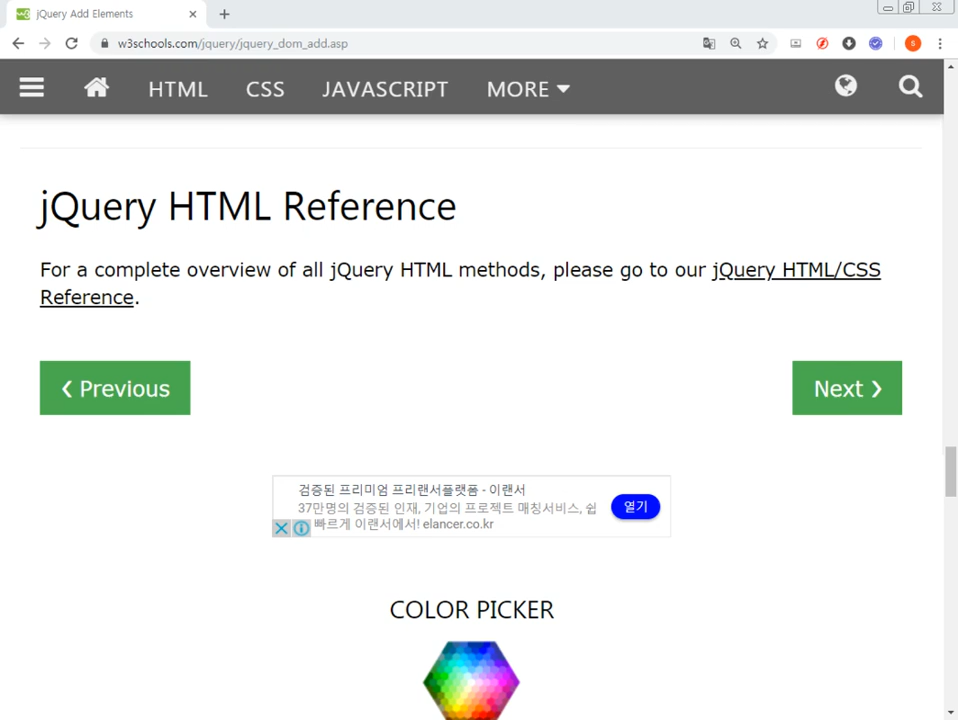 jQuery Add Elements
w3schools.com/jquery/jquery_dom_add.asp
s
HTML CSS JAVASCRIPT MORE
jQuery HTML Reference
For a complete overview of all jQuery HTML methods, please go to our jQuery HTML/CSS
Reference.
❮ Previous
Next ❯
검증된 프리미엄 프리랜서플랫폼 - 이랜서
37만명의 검증된 인재, 기업의 프로젝트 매칭서비스, 쉽
빠르게 이랜서에서! elancer.co.kr
열기
COLOR PICKER